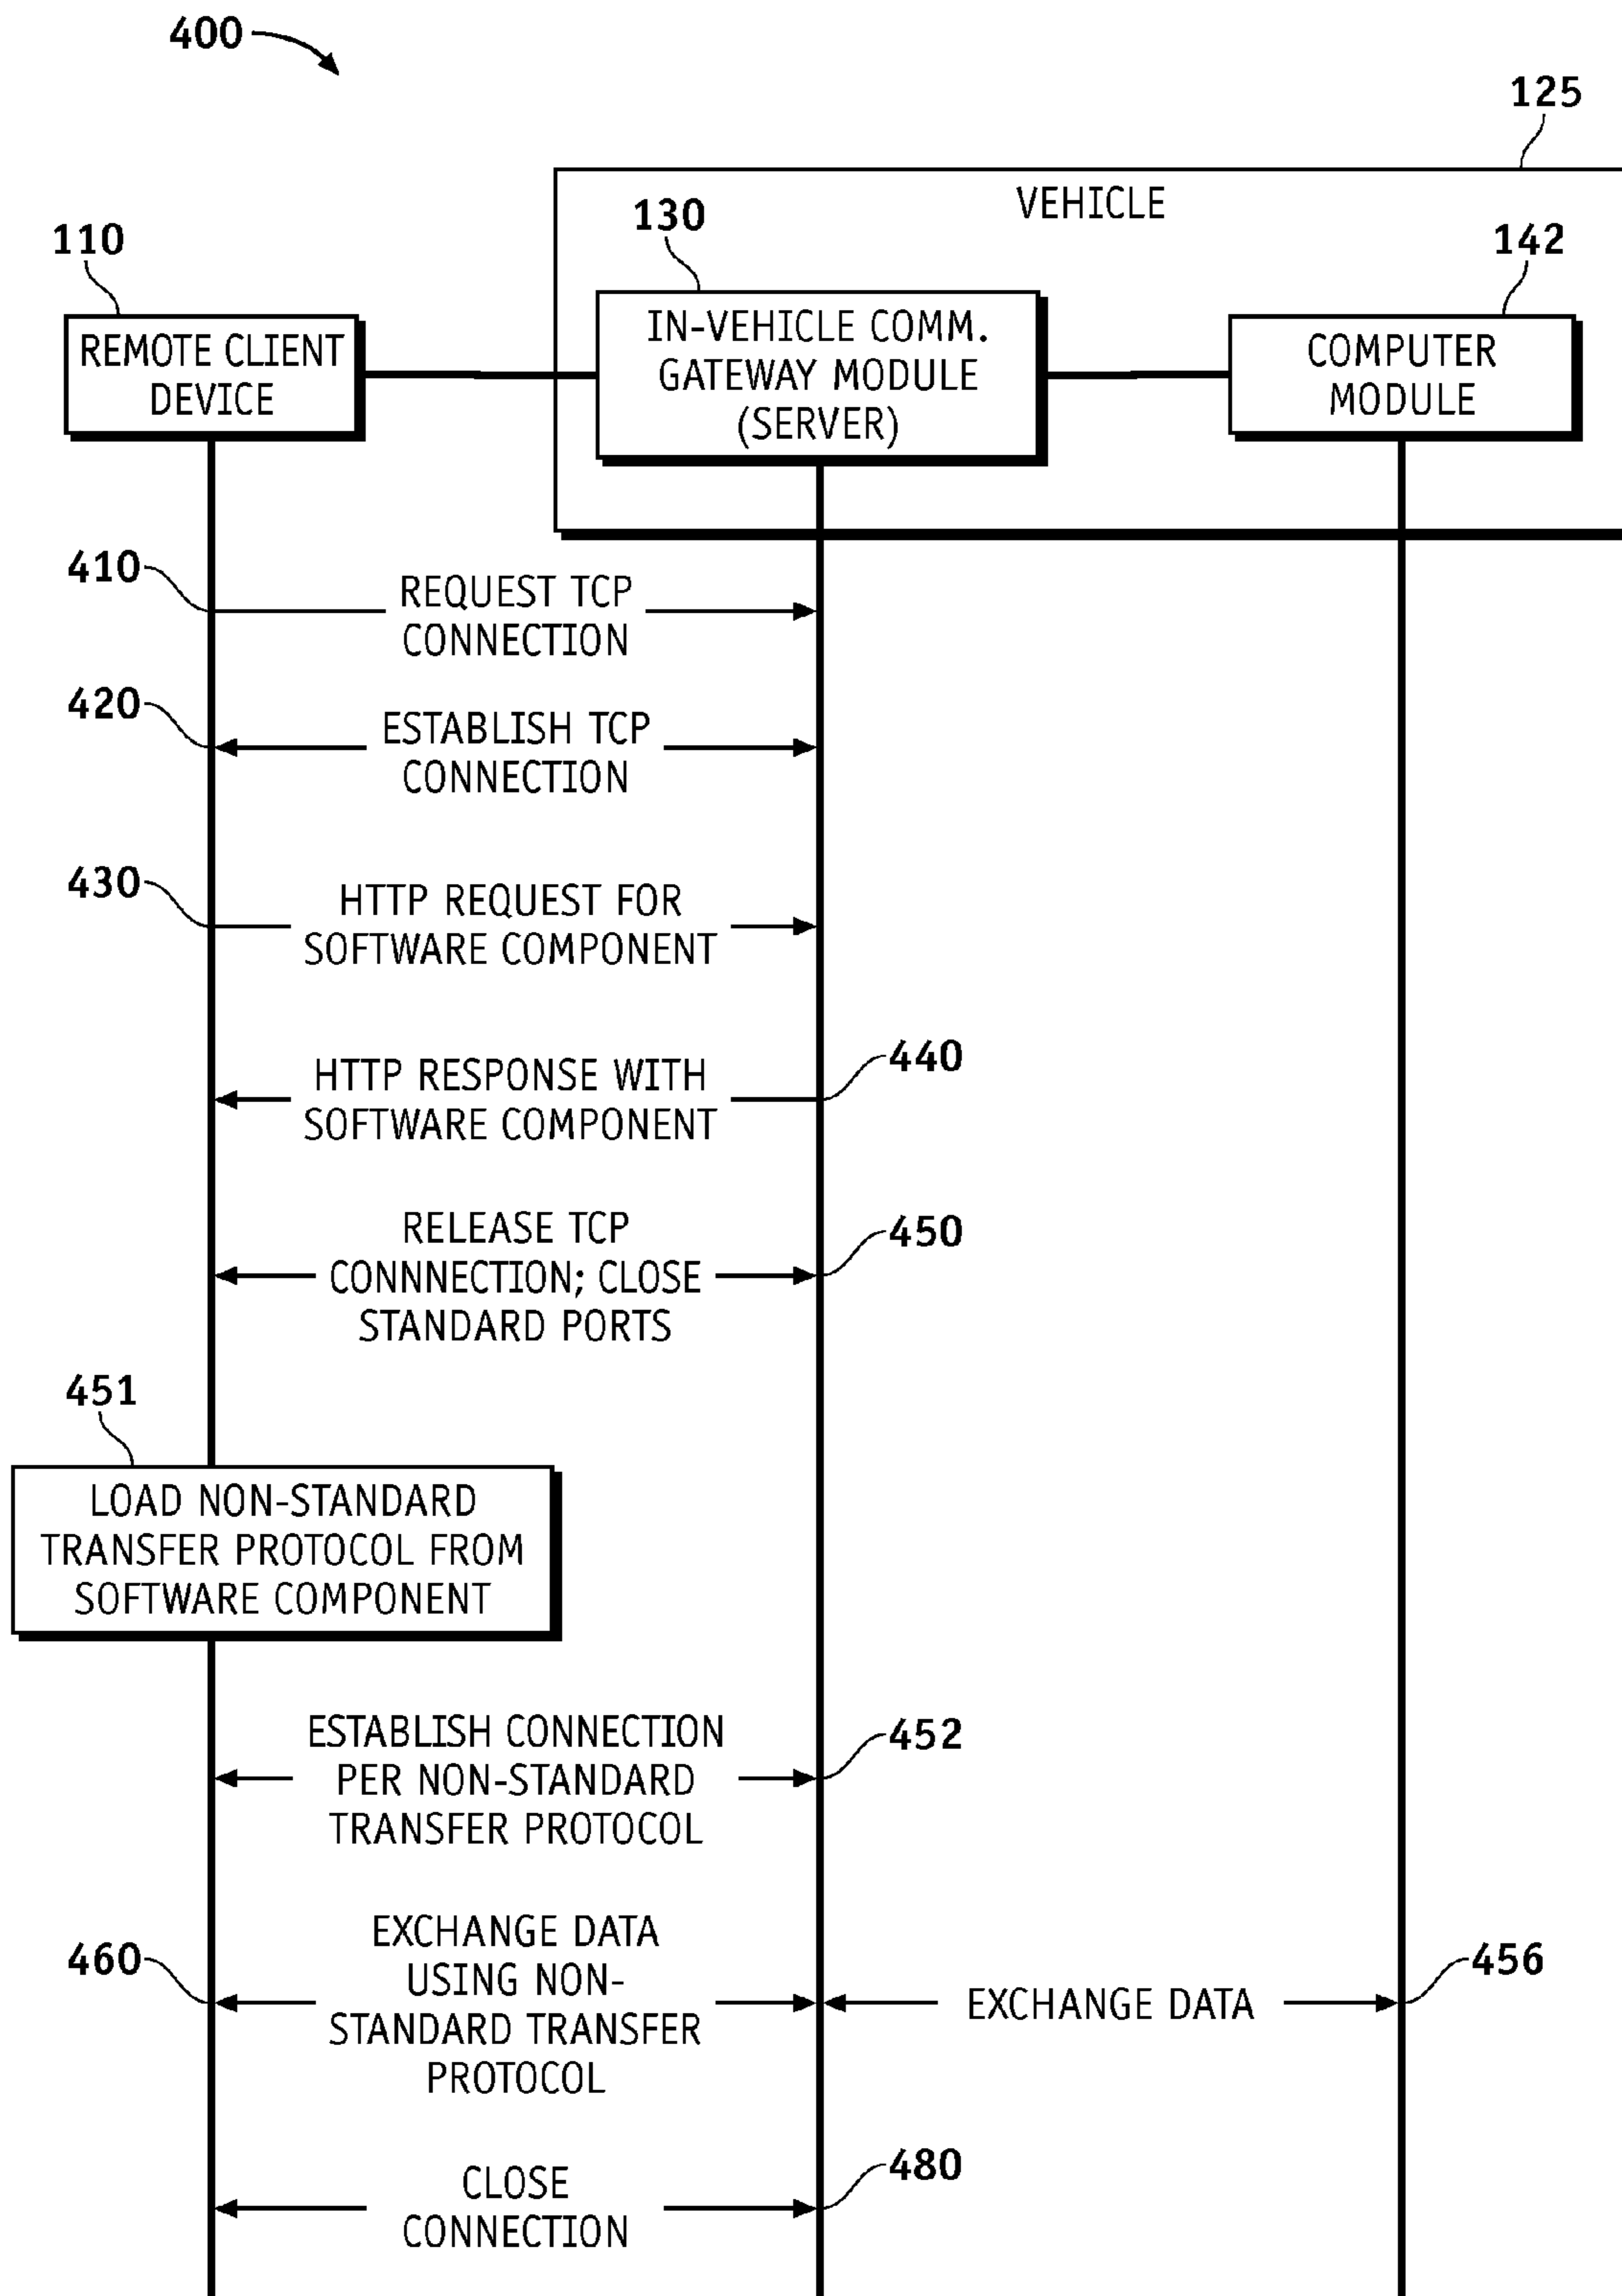 400
125
VEHICLE
130
110
142
REMOTE CLIENT
DEVICE
IN-VEHICLE COMM.
GATEWAY MODULE
(SERVER)
COMPUTER
MODULE
410
REQUEST TCP
CONNECTION
420
ESTABLISH TCP
CONNECTION
430
HTTP REQUEST FOR
SOFTWARE COMPONENT
440
HTTP RESPONSE WITH
SOFTWARE COMPONENT
450
RELEASE TCP
CONNNECTION; CLOSE
STANDARD PORTS
451
LOAD NON-STANDARD
TRANSFER PROTOCOL FROM
SOFTWARE COMPONENT
452
ESTABLISH CONNECTION
PER NON-STANDARD
TRANSFER PROTOCOL
460
EXCHANGE DATA
USING NON-
STANDARD TRANSFER
PROTOCOL
EXCHANGE DATA
456
480
CLOSE
CONNECTION